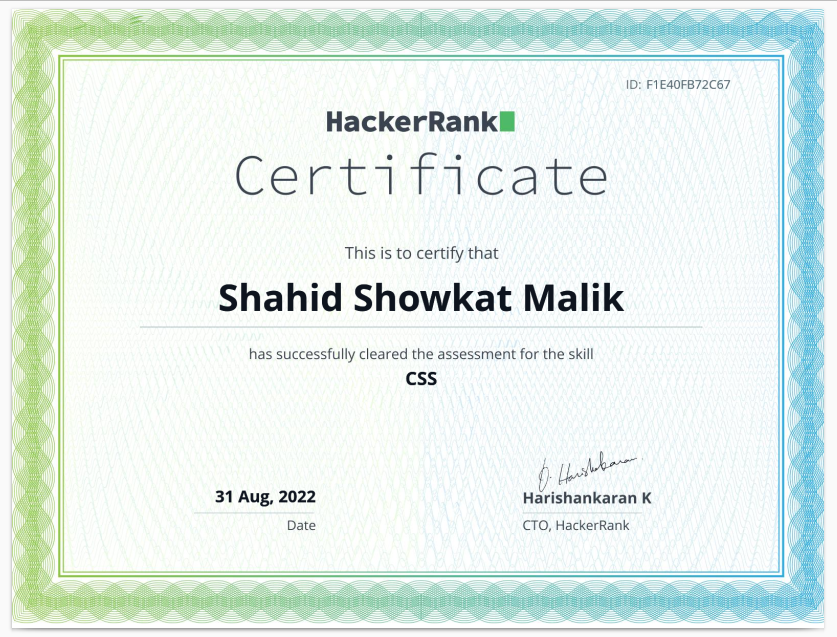 ID: F1E40FB72C67
HackerRank
Certificate
This is to certify that
Shahid Showkat Malik
has successfully cleared the assessment for the skill
CSS
31 Aug, 2022
Date
D. Harishankaran
Harishankaran K
CTO, HackerRank